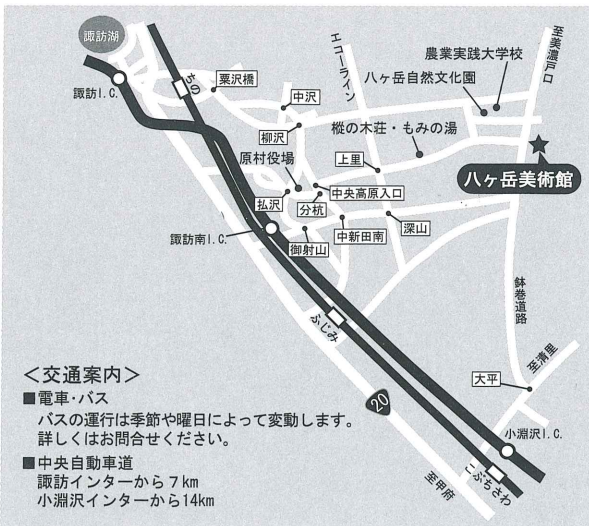 諏訪湖
諏訪I.C.
ちの
粟沢橋
中沢
エコーライン
農業実践大学校
八ヶ岳自然文化園
至美濃戸口
柳沢
樅の木荘・もみの湯
原村役場
上里
八ヶ岳美術館
払沢
中央高原入口
分杭
諏訪南I.C.
御射山
中新田南
深山
鉢巻道路
ふじみ
至清里
大平
20
小淵沢I.C.
こぶちさわ
至甲府
＜交通案内＞
■電車・バス
バスの運行は季節や曜日によって変動します。
詳しくはお問合せください。
■中央自動車道
諏訪インターから7km
小淵沢インターから14km